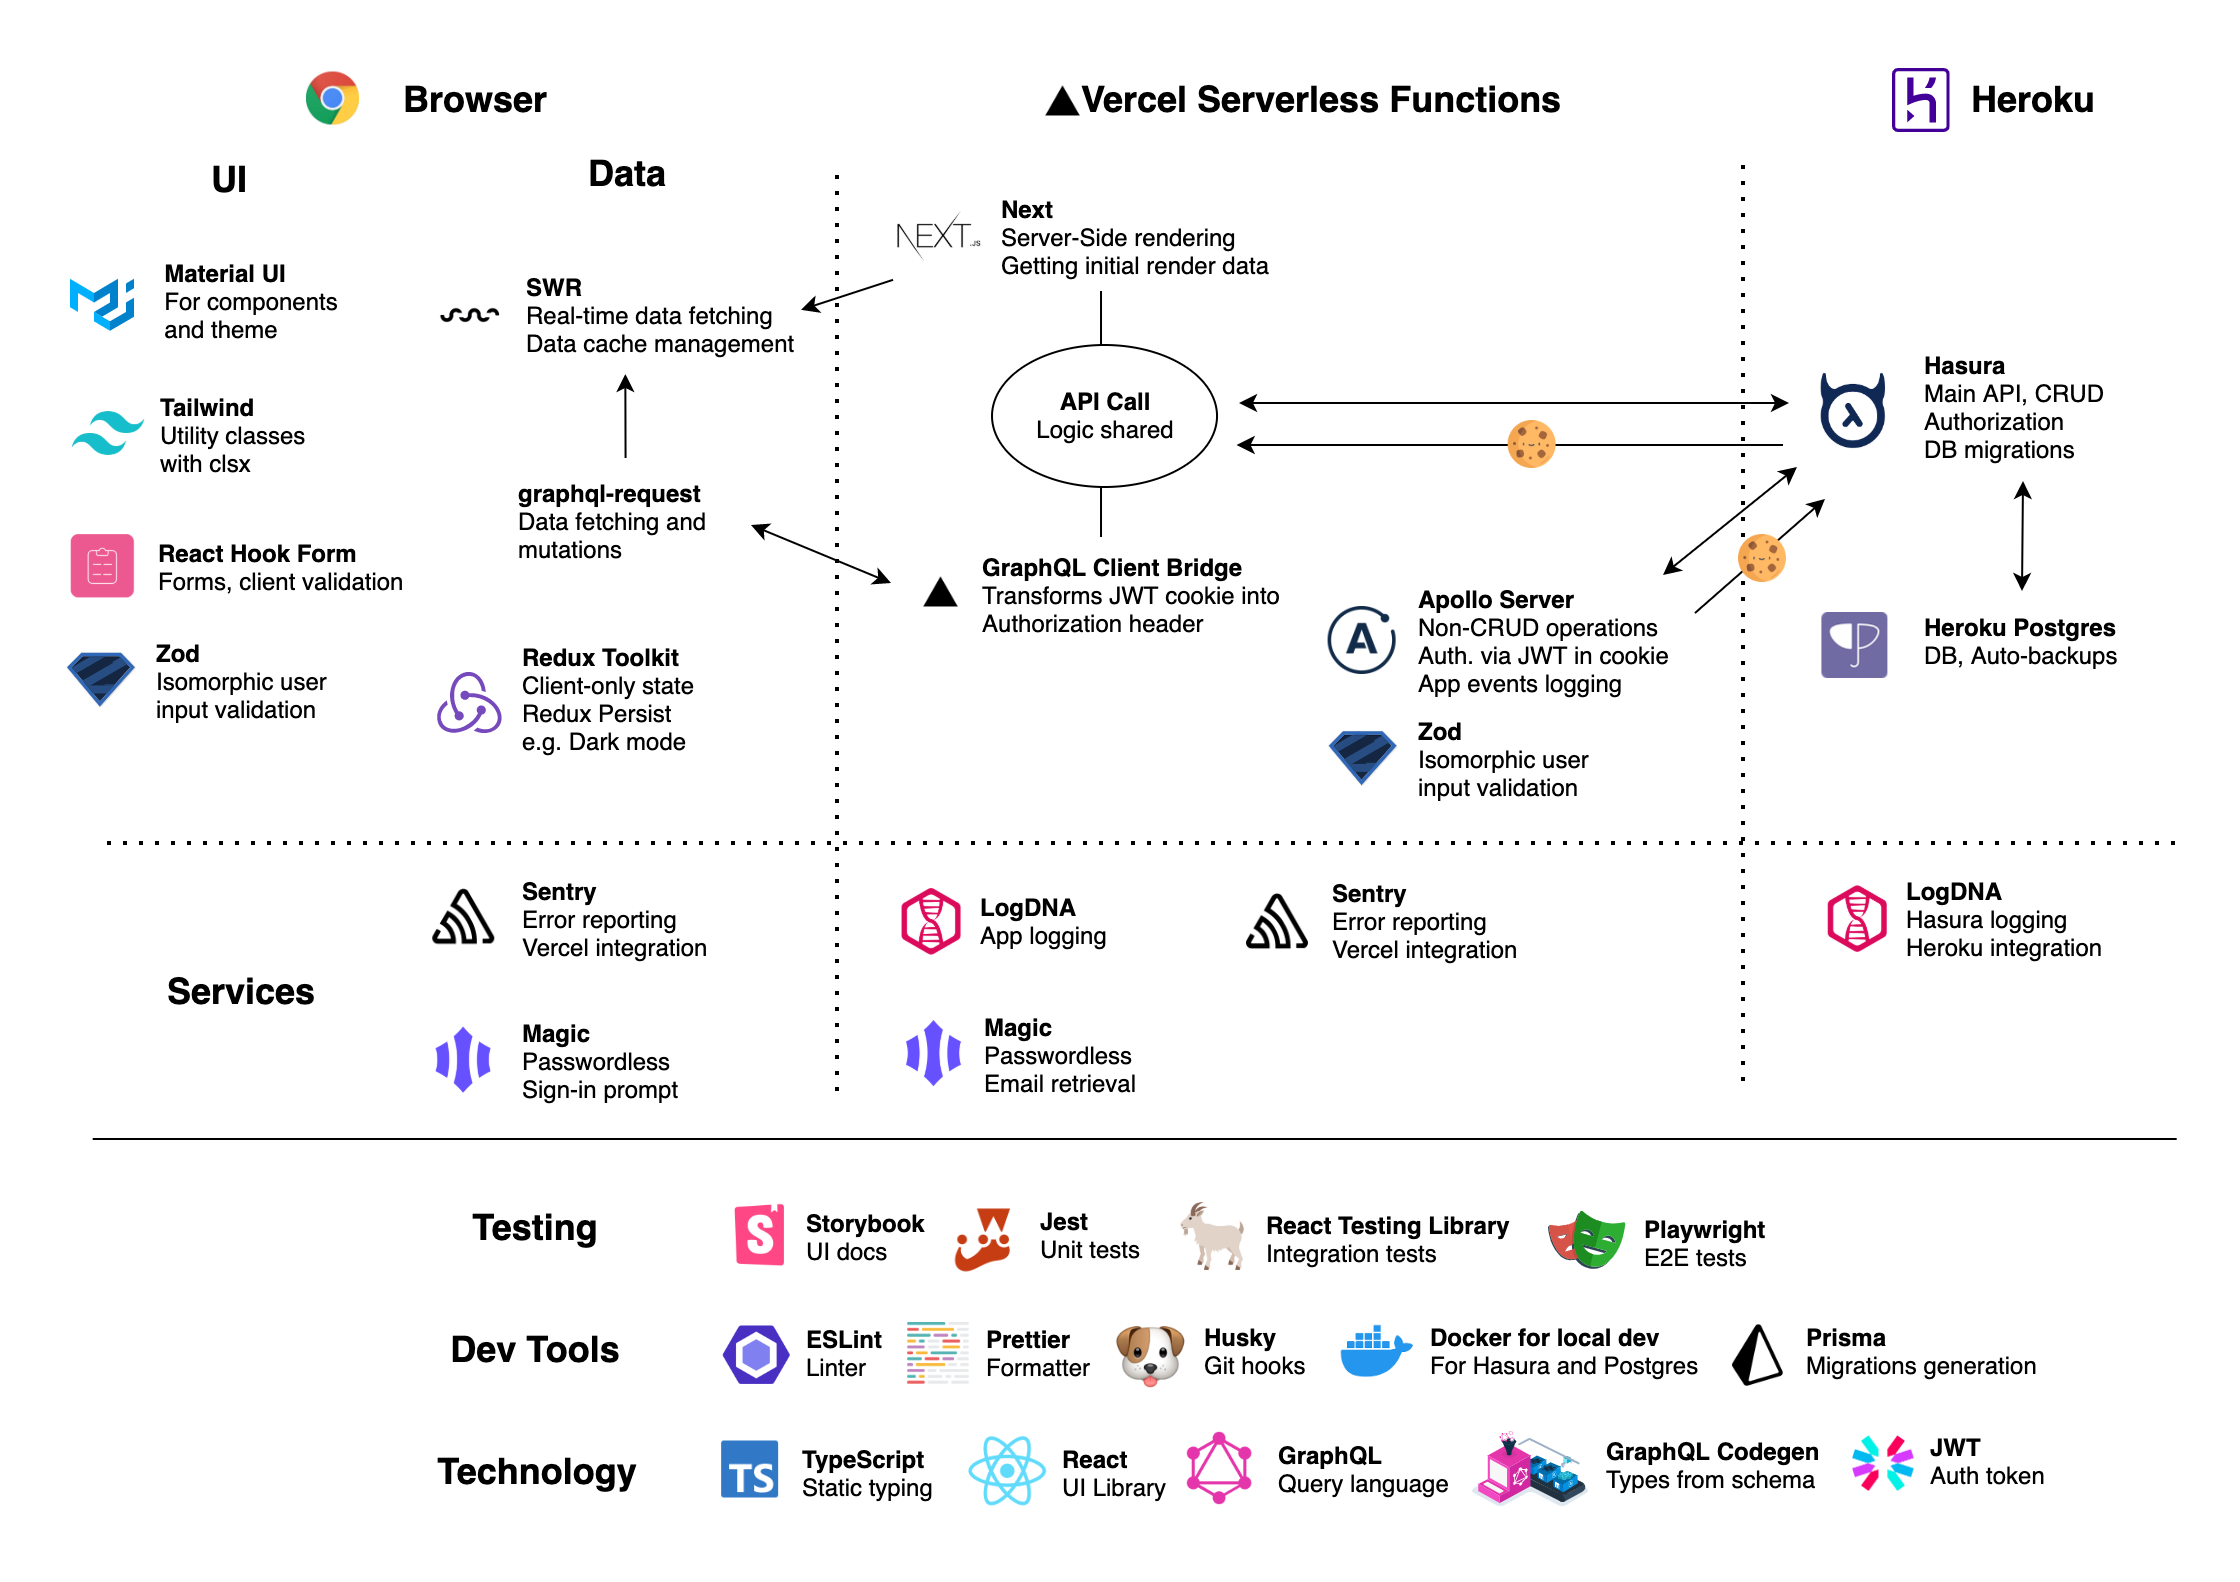 Browser
Vercel Serverless Functions
Heroku
UI
Data
Material UI
For components
and theme
Tailwind
Utility classes
with clsx
React Hook Form
Forms, client validation
Zod
Isomorphic user
input validation
SWR
Real-time data fetching
Data cache management
graphql-request
Data fetching and
mutations
Redux Toolkit
Client-only state
Redux Persist
e.g. Dark mode
NEXT.JS
Next
Server-Side rendering
Getting initial render data
API Call
Logic shared
GraphQL Client Bridge
Transforms JWT cookie into
Authorization header
A
Apollo Server
Non-CRUD operations
Auth. via JWT in cookie
App events logging
Zod
Isomorphic user
input validation
Hasura
Main API, CRUD
Authorization
DB migrations
Heroku Postgres
DB, Auto-backups
Services
Sentry
Error reporting
Vercel integration
Magic
Passwordless
Sign-in prompt
LogDNA
App logging
Sentry
Error reporting
Vercel integration
Magic
Passwordless
Email retrieval
LogDNA
Hasura logging
Heroku integration
Testing
S
Storybook
UI docs
Jest
Unit tests
React Testing Library
Integration tests
Playwright
E2E tests
Dev Tools
ESLint
Linter
Prettier
Formatter
Husky
Git hooks
Docker for local dev
For Hasura and Postgres
Prisma
Migrations generation
Technology
TS
TypeScript
Static typing
React
UI Library
GraphQL
Query language
GraphQL Codegen
Types from schema
JWT
Auth token